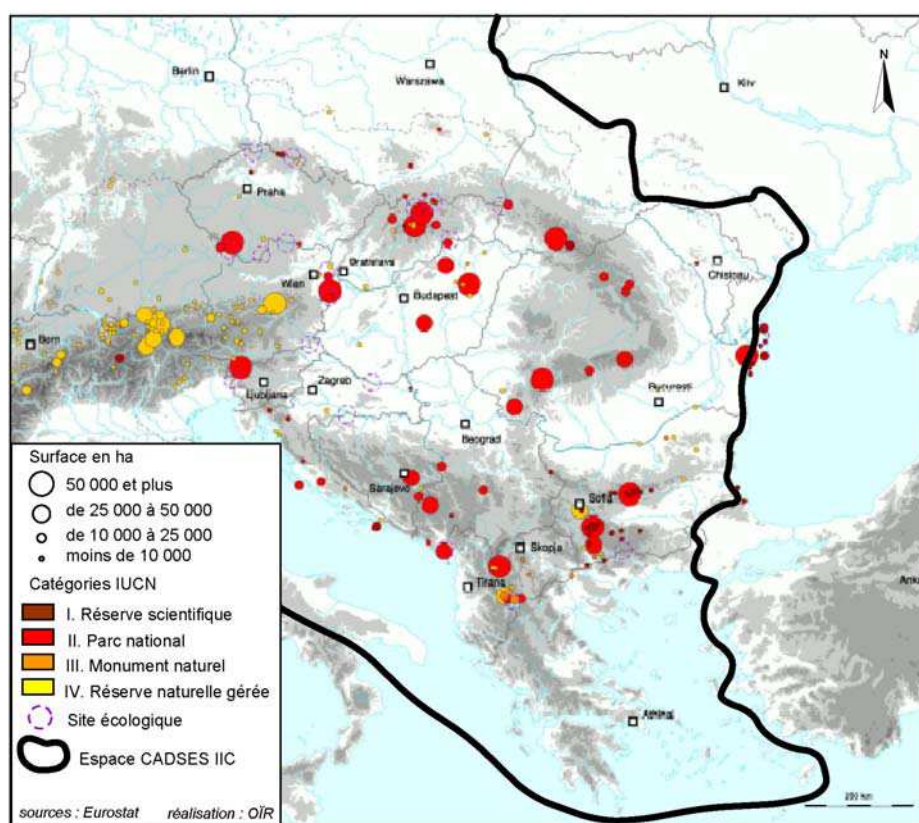 N
Berlin
Warszawa
Kiiv
Praha
Wien
Bratislava
Chisinau
Budapest
Bern
Ljubljana
Zagreb
Bucuresti
Beograd
Sarajevo
Sofia
Skopja
Tirana
Athinai
200 km
Surface en ha
50 000 et plus
de 25 000 à 50 000
de 10 000 à 25 000
moins de 10 000
Catégories IUCN
I. Réserve scientifique
II. Parc national
III. Monument naturel
IV. Réserve naturelle gérée
Site écologique
Espace CADSES IIC
sources : Eurostat réalisation : OÏR